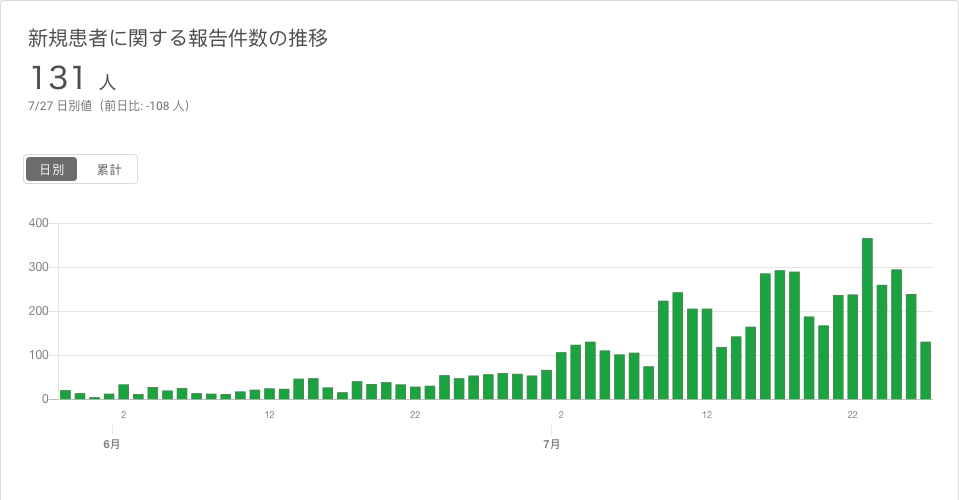 新規患者に関する報告件数の推移
131 人
7/27 日別値（前日比: -108 人）
日別 累計
400
300
200
100
0
2 12 22 2 12 22
6月 7月